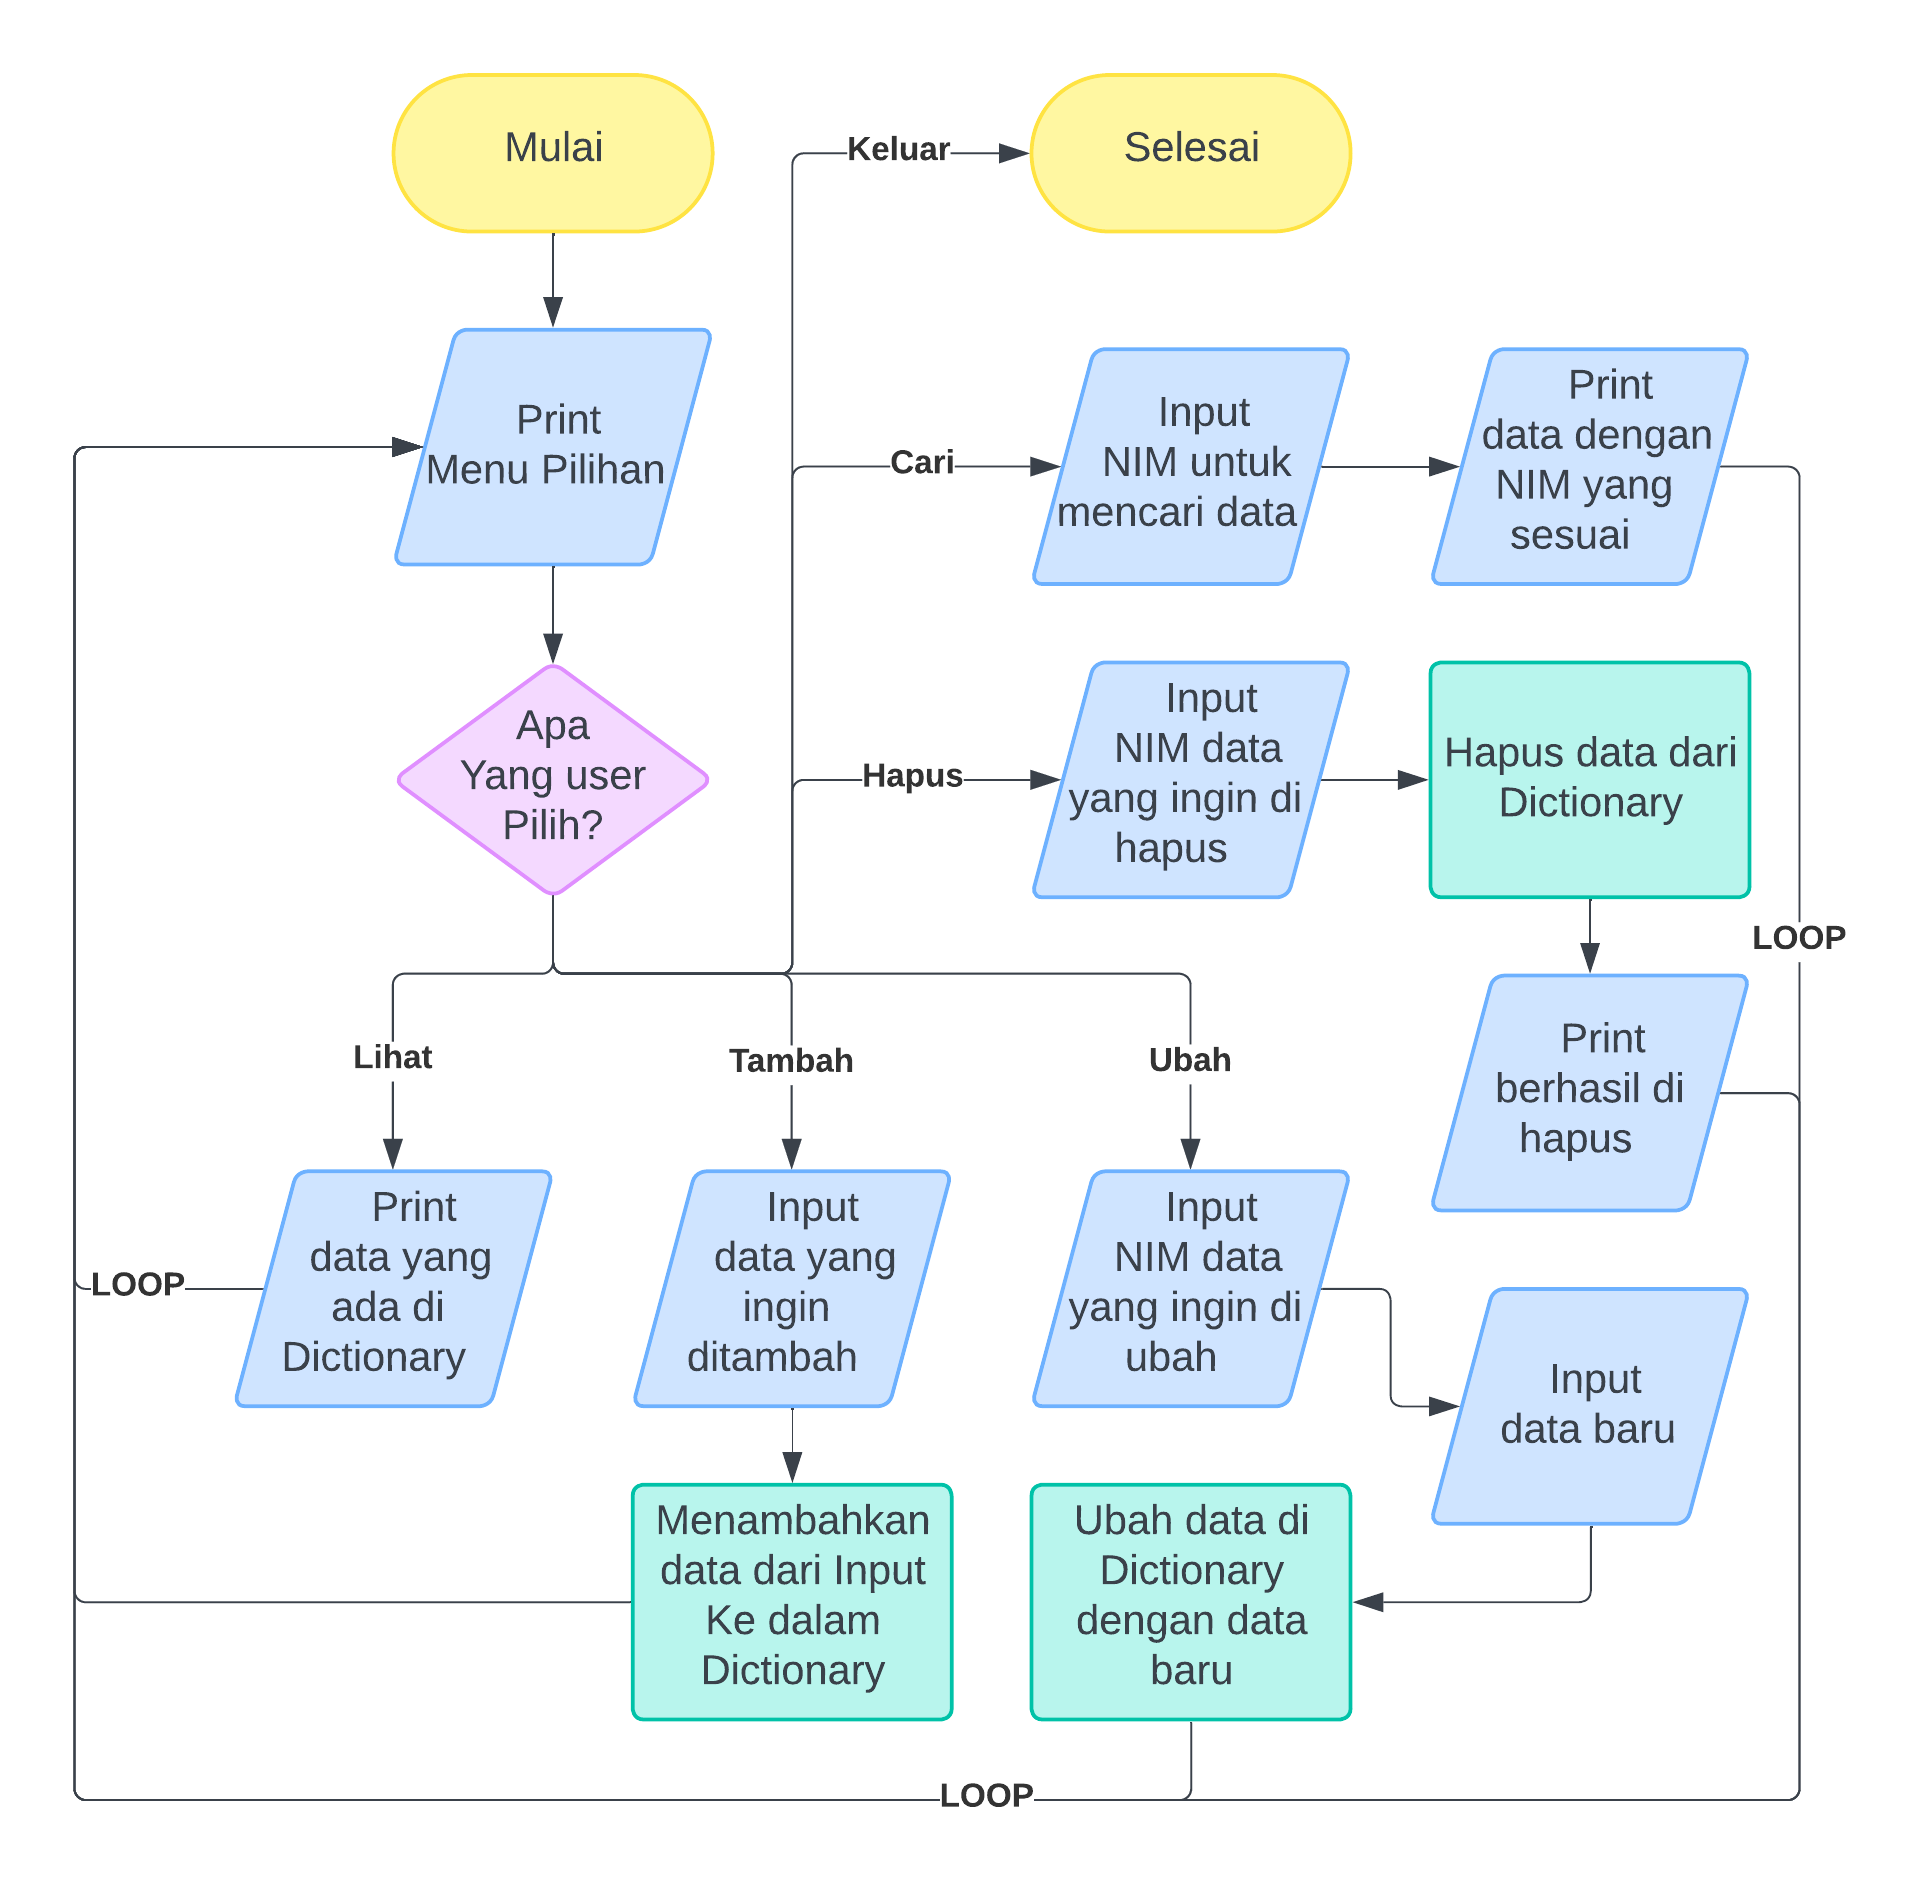 Mulai
Keluar
Selesai
Print
Menu Pilihan
Cari
Input
NIM untuk
mencari data
Print
data dengan
NIM yang
sesuai
Apa
Yang user
Pilih?
Hapus
Input
NIM data
yang ingin di
hapus
Hapus data dari
Dictionary
LOOP
Print
berhasil di
hapus
Lihat
Tambah
Ubah
LOOP
Print
data yang
ada di
Dictionary
Input
data yang
ingin
ditambah
Input
NIM data
yang ingin di
ubah
Input
data baru
Menambahkan
data dari Input
Ke dalam
Dictionary
Ubah data di
Dictionary
dengan data
baru
LOOP